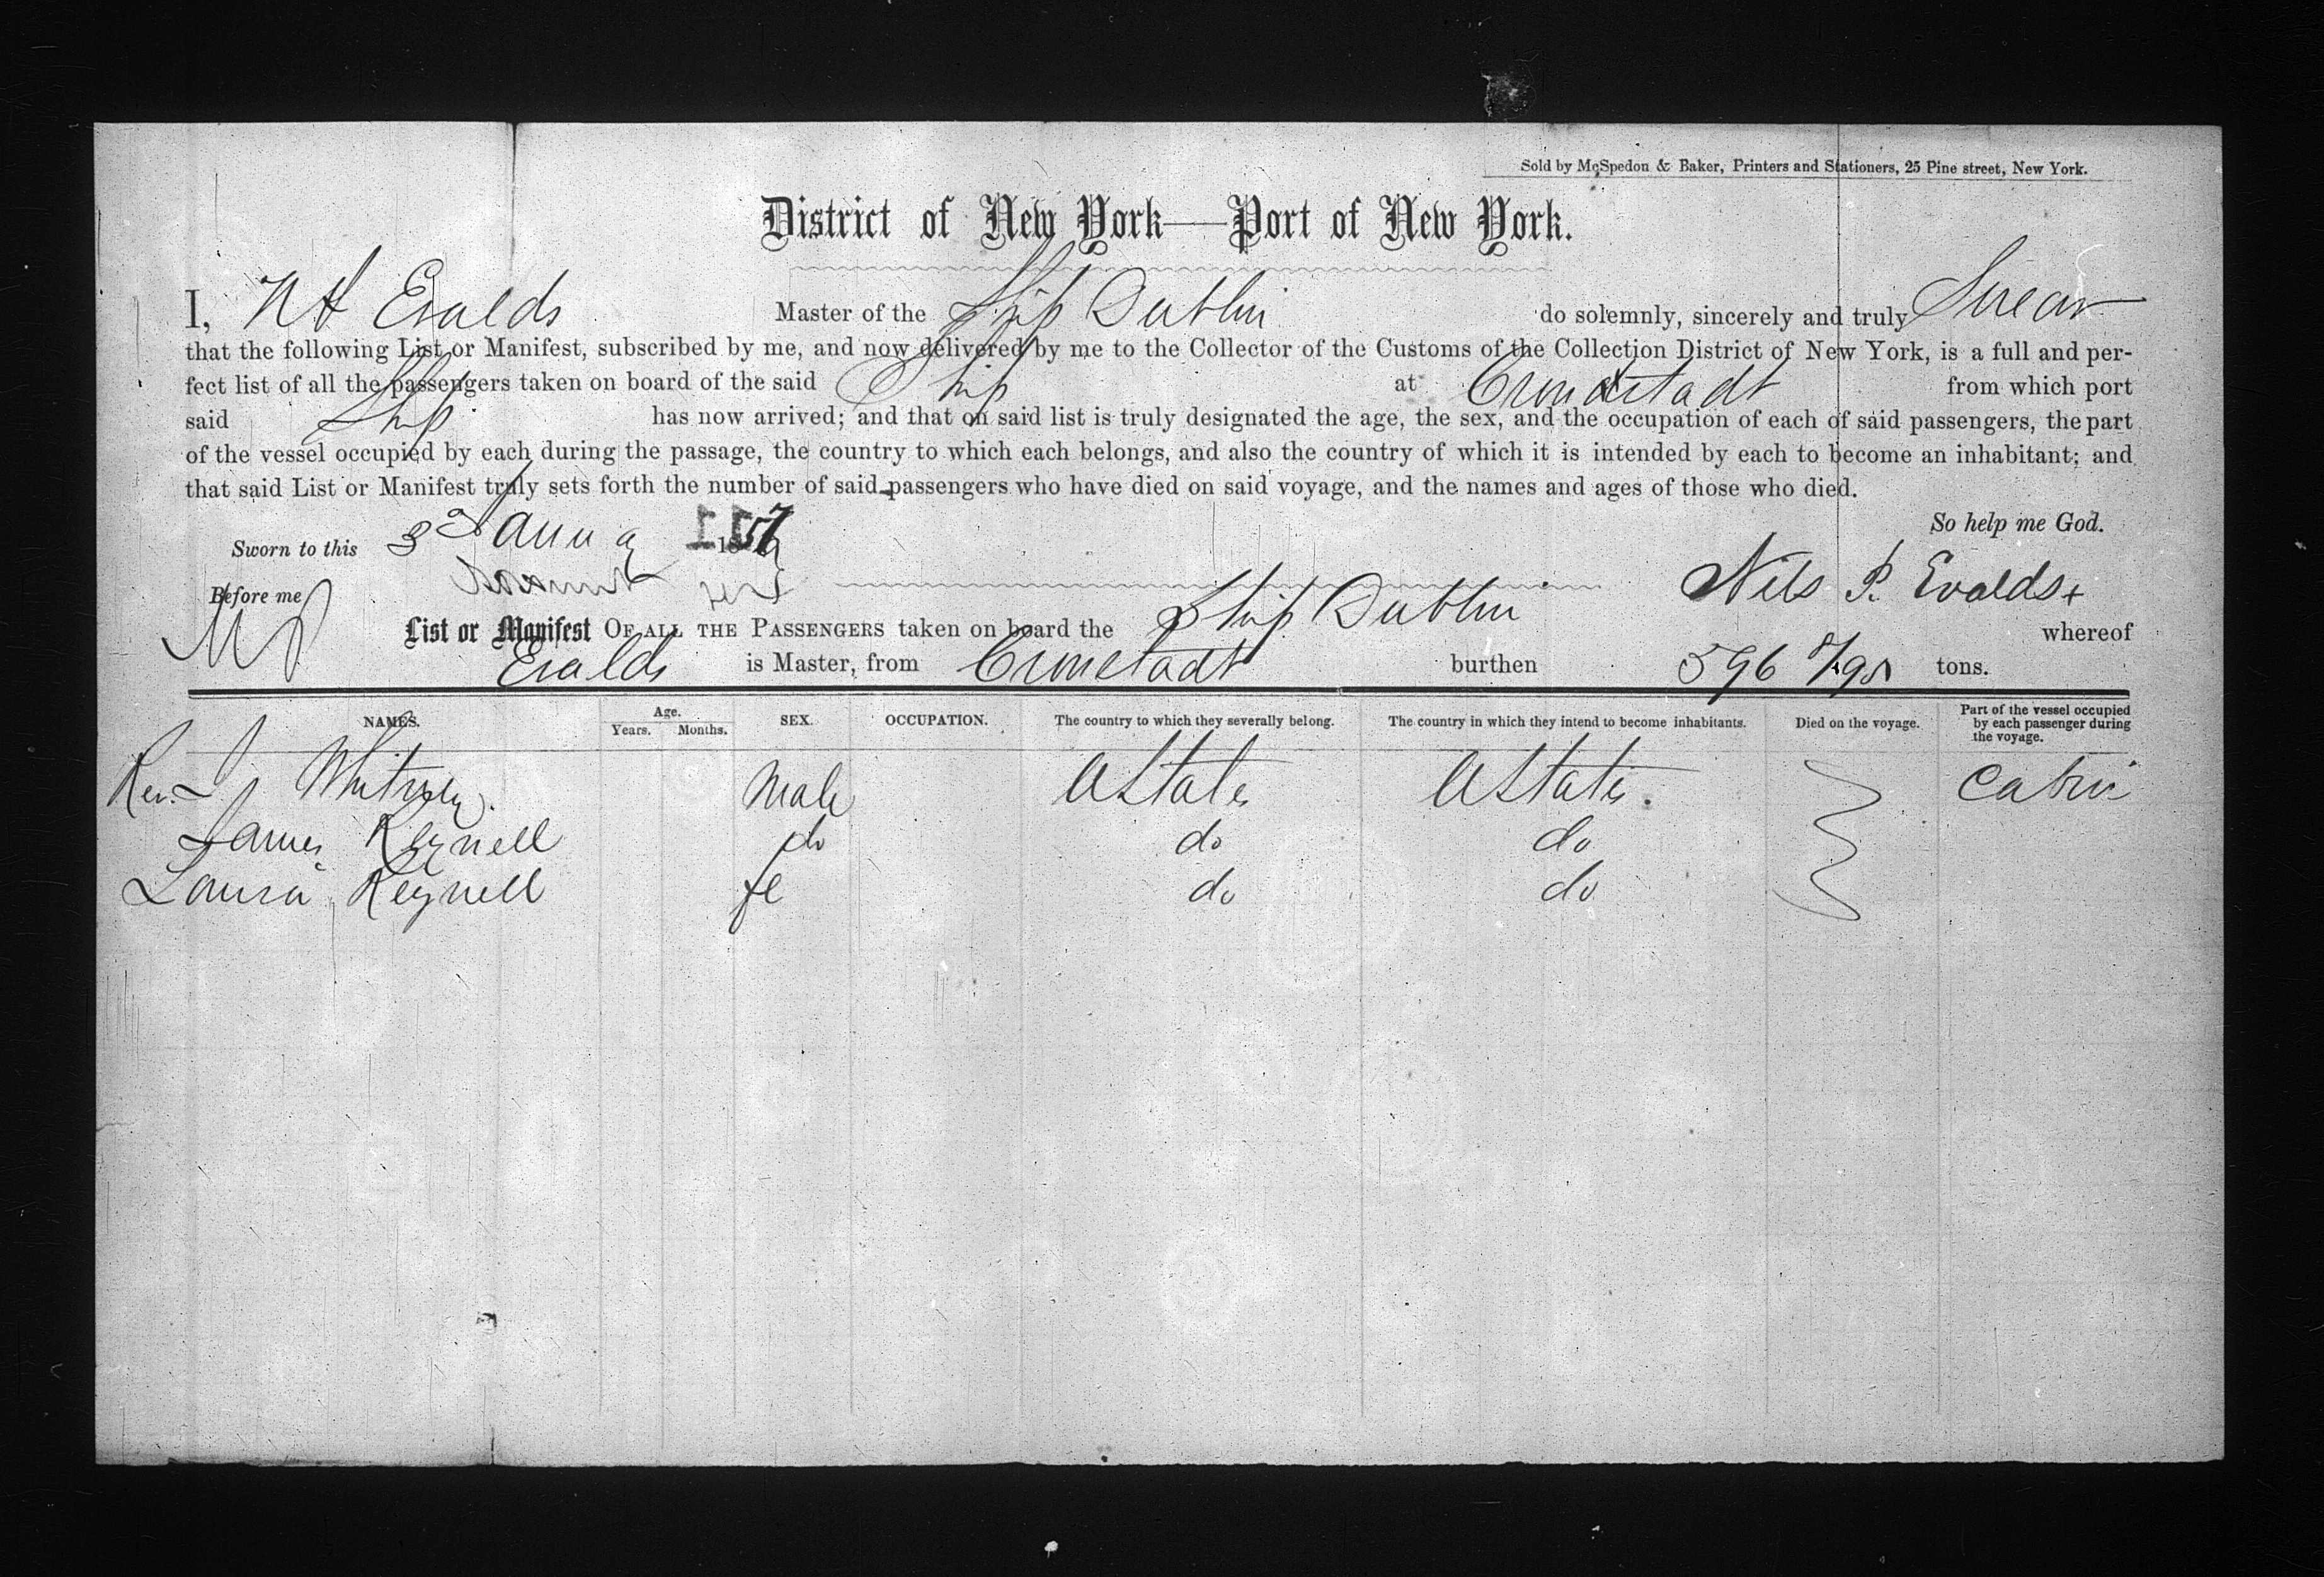 Sold by McSpedon & Baker, Printers and Stationers, 25 Pine street, New York.
District of New York—Port of New York.
I, N Evalds Master of the Ship Dublin do solemnly, sincerely and truly Swear
that the following List or Manifest, subscribed by me, and now delivered by me to the Collector of the Customs of the Collection District of New York, is a full and per-
fect list of all the passengers taken on board of the said Ship at Cronstadt from which port
said Ship has now arrived; and that on said list is truly designated the age, the sex, and the occupation of each of said passengers, the part
of the vessel occupied by each during the passage, the country to which each belongs, and also the country of which it is intended by each to become an inhabitant; and
that said List or Manifest truly sets forth the number of said passengers who have died on said voyage, and the names and ages of those who died.
So help me God.
Sworn to this 3d 185
Before me Nils P. Evalds
List or Manifest OF ALL THE PASSENGERS taken on board the Ship Dublin whereof
Evalds is Master, from Cronstadt burthen 596 /95 tons.
NAMES. Age. Years. Months. SEX. OCCUPATION. The country to which they severally belong. The country in which they intend to become inhabitants. Died on the voyage. Part of the vessel occupied by each passenger during the voyage.
Rev. Whitney Male States States. Cabin
James Reynell do do do
Laura Reynell fe do do